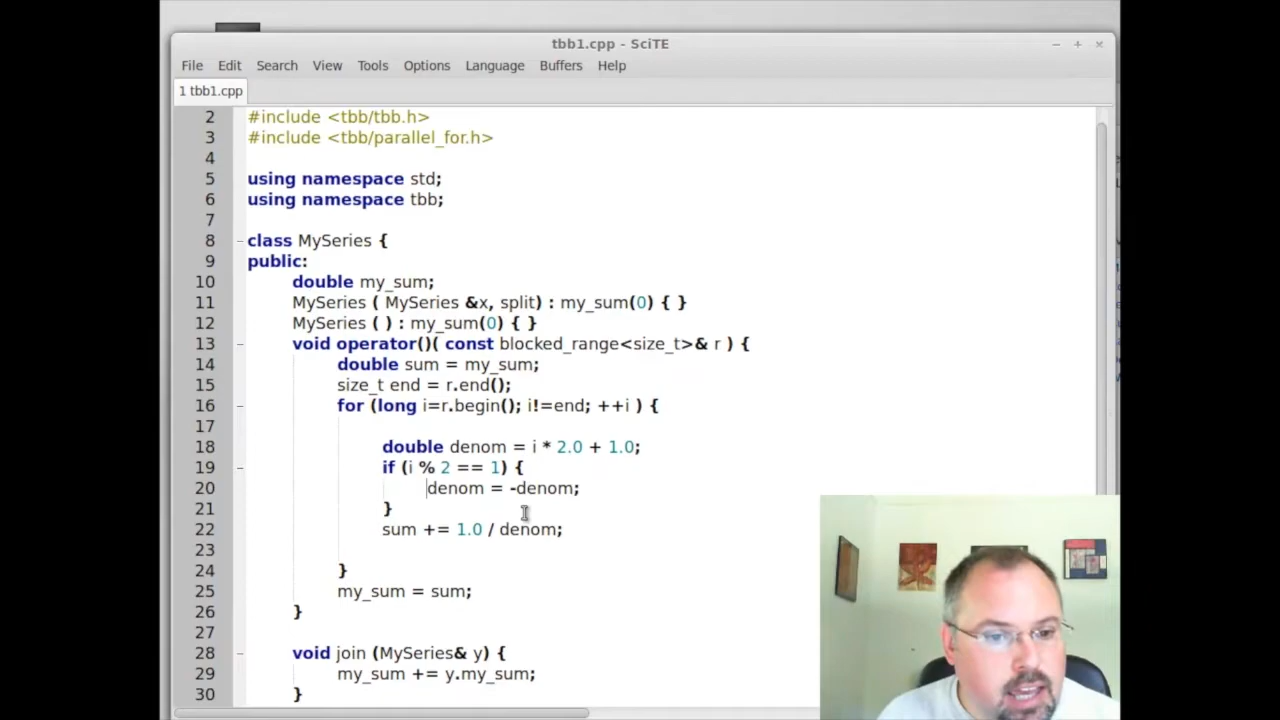 tbb1.cpp - SciTE
File Edit Search View Tools Options Language Buffers Help
1 tbb1.cpp
2 #include <tbb/tbb.h>
3 #include <tbb/parallel_for.h>
4
5 using namespace std;
6 using namespace tbb;
7
8 class MySeries {
9 public:
10 double my_sum;
11 MySeries ( MySeries &x, split) : my_sum(0) { }
12 MySeries ( ) : my_sum(0) { }
13 void operator()( const blocked_range<size_t>& r ) {
14 double sum = my_sum;
15 size_t end = r.end();
16 for (long i=r.begin(); i!=end; ++i ) {
17
18 double denom = i * 2.0 + 1.0;
19 if (i % 2 == 1) {
20 denom = -denom;
21 }
22 sum += 1.0 / denom;
23
24 }
25 my_sum = sum;
26 }
27
28 void join (MySeries& y) {
29 my_sum += y.my_sum;
30 }